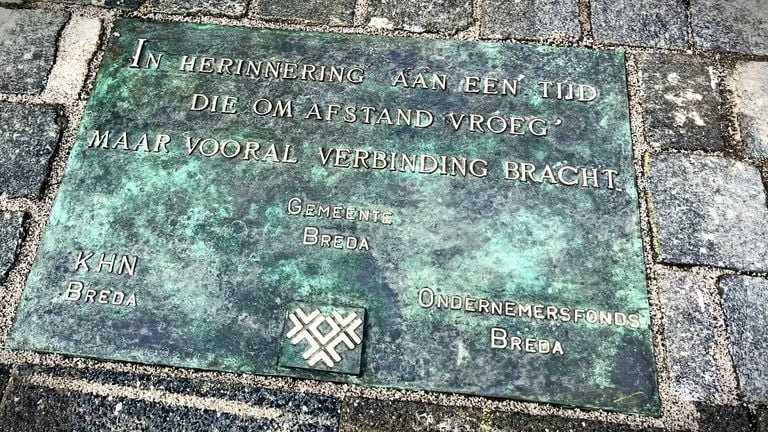 IN HERINNERING AAN EEN TIJD
DIE OM AFSTAND VROEG'
MAAR VOORAL VERBINDING BRACHT.
GEMEENTE
BREDA
KHN
BREDA
ONDERNEMERSFONDS
BREDA